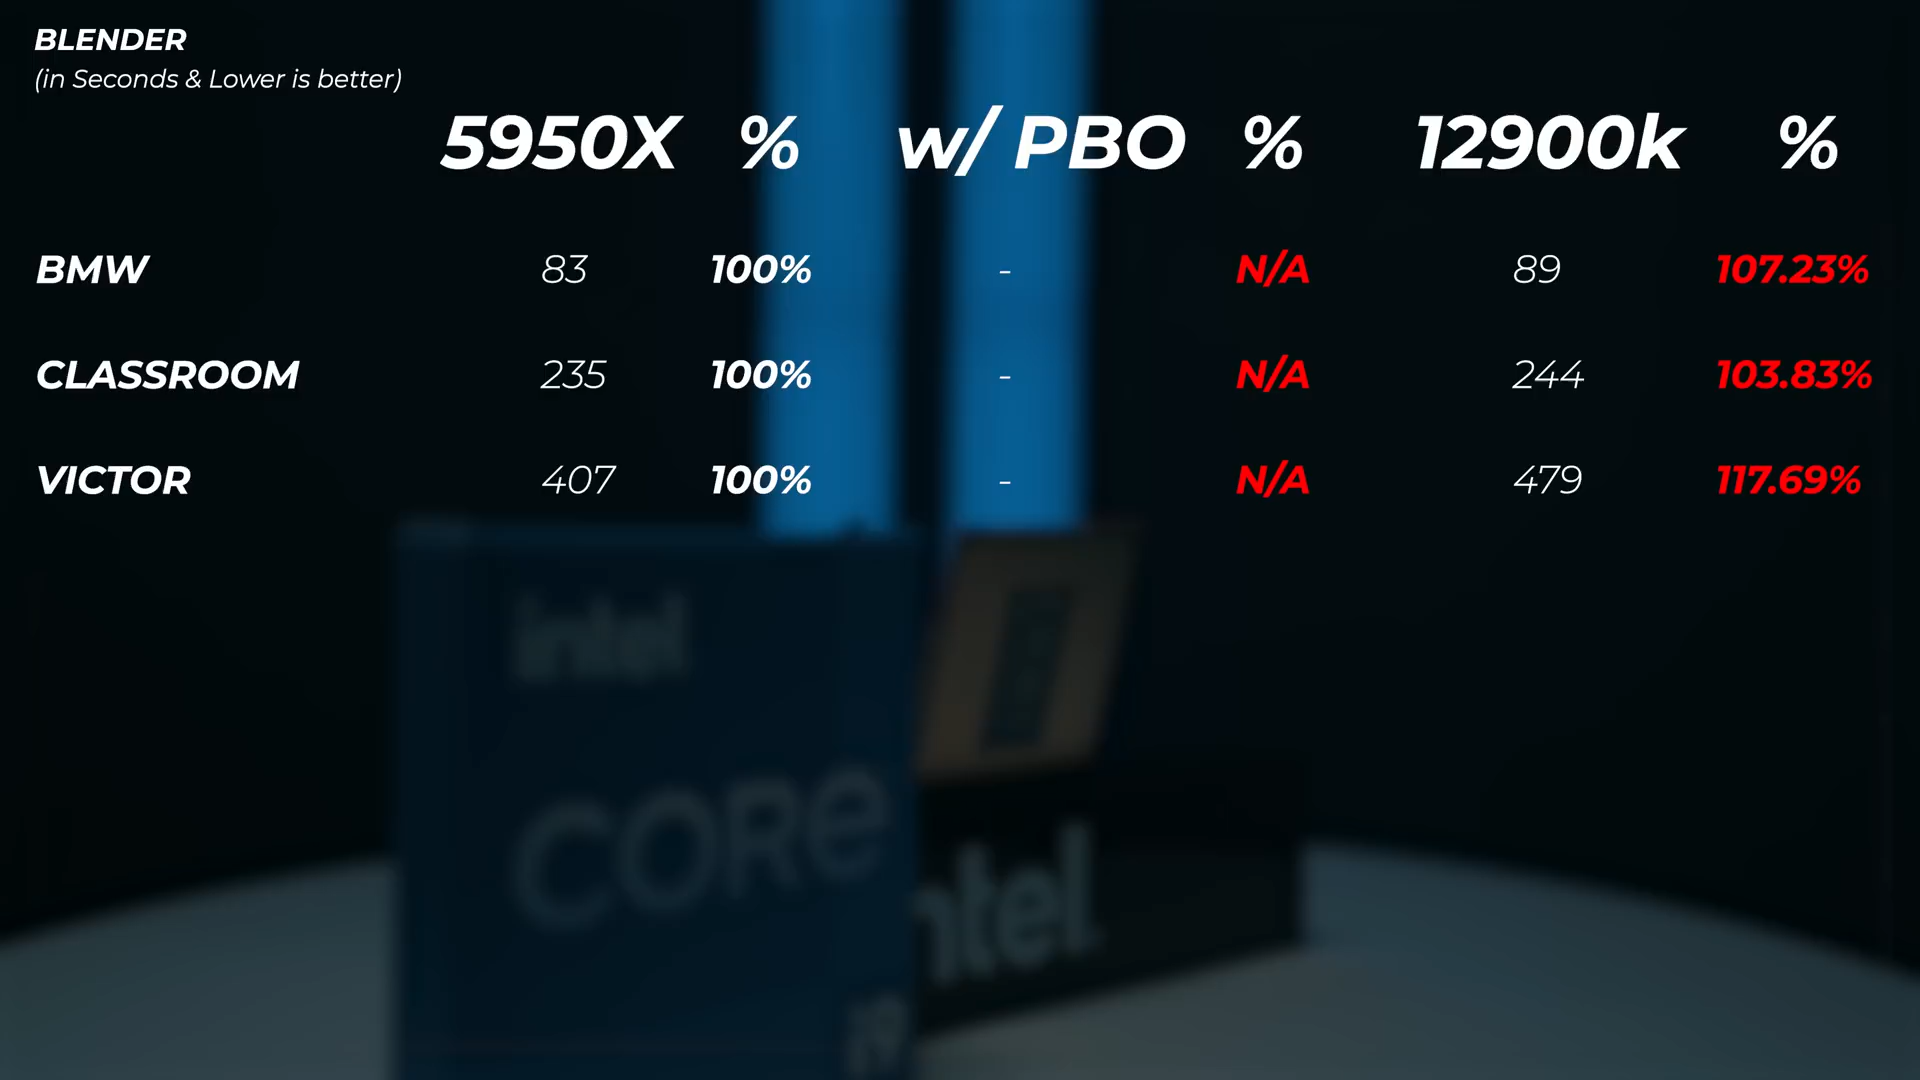 BLENDER
(in Seconds & Lower is better)
5950X % w/ PBO % 12900k %
BMW 83 100% - N/A 89 107.23%
CLASSROOM 235 100% - N/A 244 103.83%
VICTOR 407 100% - N/A 479 117.69%
intel
CORE
intel
i9